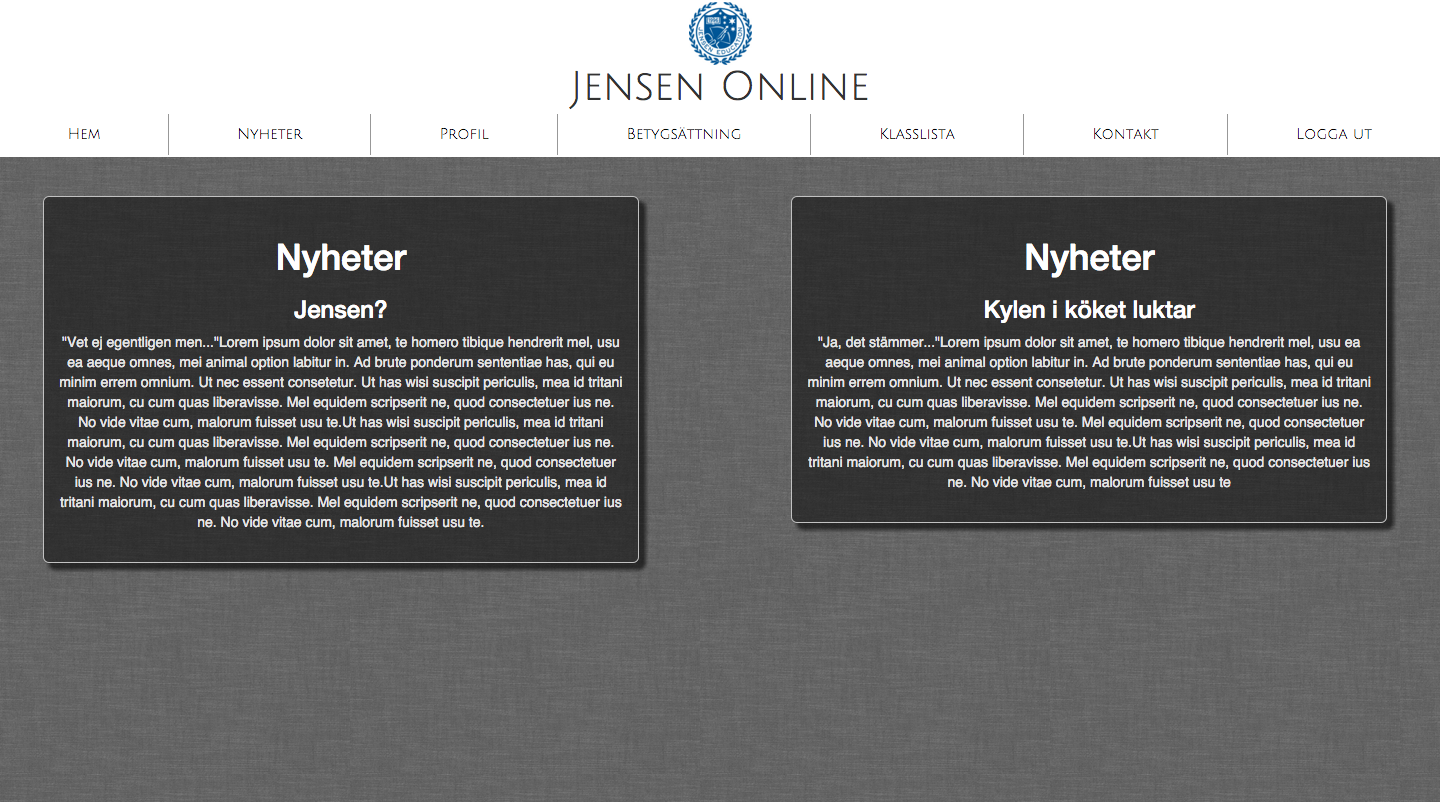 JENSEN EDUCATION
Jensen Online
Hem
Nyheter
Profil
Betygsättning
Klasslista
Kontakt
Logga ut
Nyheter
Jensen?
"Vet ej egentligen men..."Lorem ipsum dolor sit amet, te homero tibique hendrerit mel, usu
ea aeque omnes, mei animal option labitur in. Ad brute ponderum sententiae has, qui eu
minim errem omnium. Ut nec essent consetetur. Ut has wisi suscipit periculis, mea id tritani
maiorum, cu cum quas liberavisse. Mel equidem scripserit ne, quod consectetuer ius ne.
No vide vitae cum, malorum fuisset usu te.Ut has wisi suscipit periculis, mea id tritani
maiorum, cu cum quas liberavisse. Mel equidem scripserit ne, quod consectetuer ius ne.
No vide vitae cum, malorum fuisset usu te. Mel equidem scripserit ne, quod consectetuer
ius ne. No vide vitae cum, malorum fuisset usu te.Ut has wisi suscipit periculis, mea id
tritani maiorum, cu cum quas liberavisse. Mel equidem scripserit ne, quod consectetuer ius
ne. No vide vitae cum, malorum fuisset usu te.
Nyheter
Kylen i köket luktar
"Ja, det stämmer..."Lorem ipsum dolor sit amet, te homero tibique hendrerit mel, usu ea
aeque omnes, mei animal option labitur in. Ad brute ponderum sententiae has, qui eu
minim errem omnium. Ut nec essent consetetur. Ut has wisi suscipit periculis, mea id tritani
maiorum, cu cum quas liberavisse. Mel equidem scripserit ne, quod consectetuer ius ne.
No vide vitae cum, malorum fuisset usu te. Mel equidem scripserit ne, quod consectetuer
ius ne. No vide vitae cum, malorum fuisset usu te.Ut has wisi suscipit periculis, mea id
tritani maiorum, cu cum quas liberavisse. Mel equidem scripserit ne, quod consectetuer ius
ne. No vide vitae cum, malorum fuisset usu te